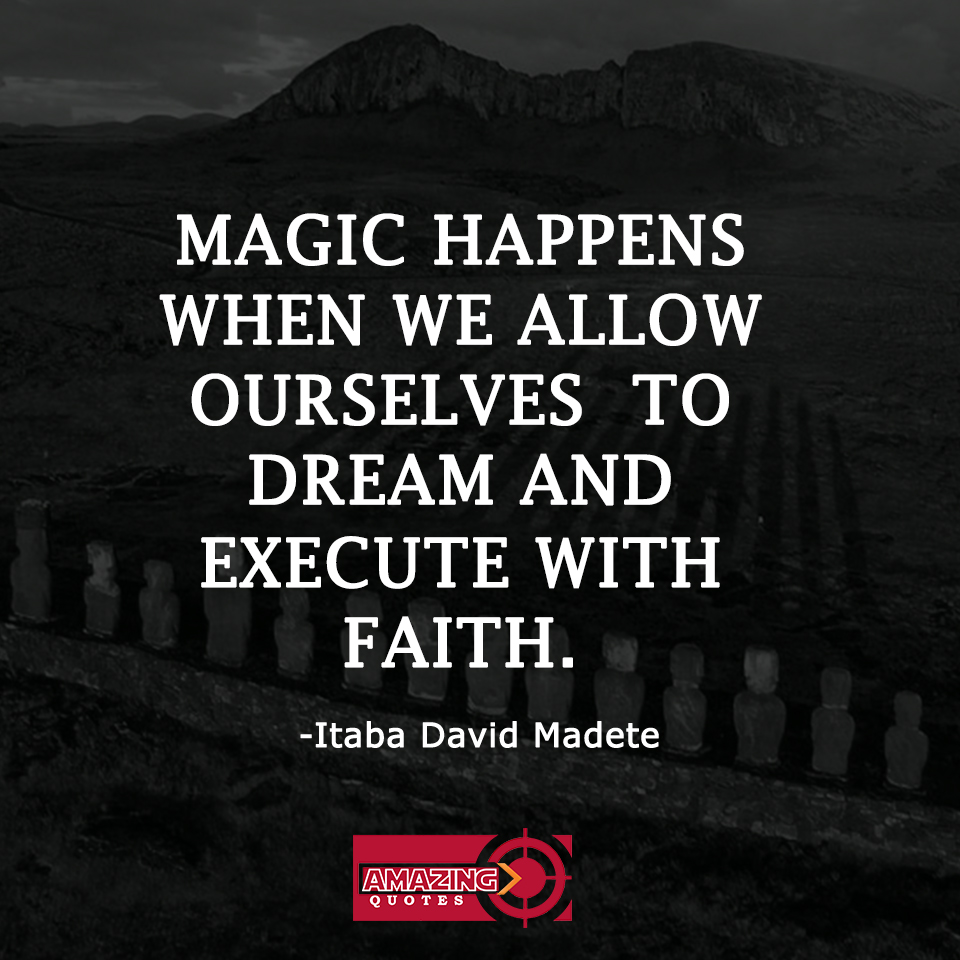 MAGIC HAPPENS
WHEN WE ALLOW
OURSELVES TO
DREAM AND
EXECUTE WITH
FAITH.
-Itaba David Madete
AMAZING
QUOTES